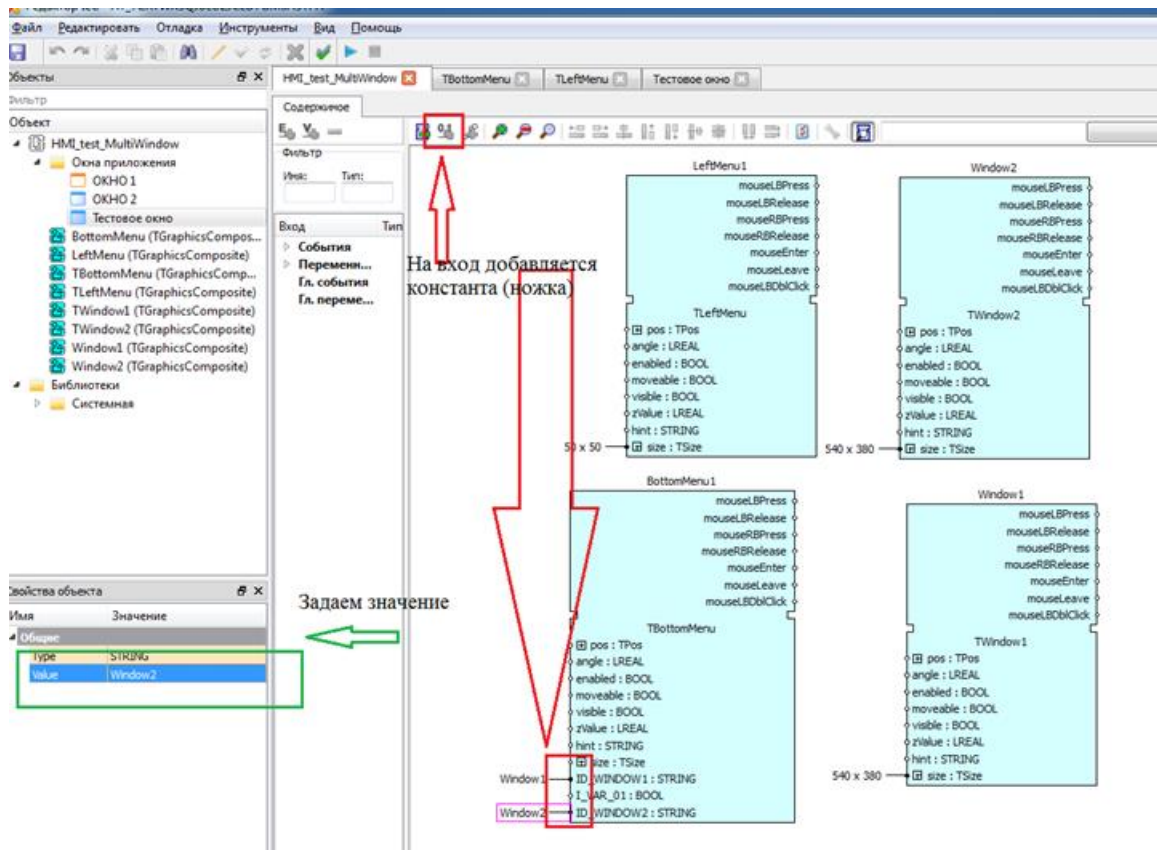 Файл Редактировать Отладка Инструменты Вид Помощь
Объекты
Фильтр
Объект
HMI_test_MultiWindow
Окна приложения
ОКНО 1
ОКНО 2
Тестовое окно
BottomMenu (TGraphicsCompos...
LeftMenu (TGraphicsComposite)
TBottomMenu (TGraphicsComp...
TLeftMenu (TGraphicsComposite)
TWindow1 (TGraphicsComposite)
TWindow2 (TGraphicsComposite)
Window1 (TGraphicsComposite)
Window2 (TGraphicsComposite)
Библиотеки
Системная
Свойства объекта
Имя Значение
Общие
Type STRING
Value Window2
HMI_test_MultiWindow TBottomMenu TLeftMenu Тестовое окно
Содержимое
Фильтр
Имя: Тип:
Вход Тип
События
Переменн...
Гл. события
Гл. переме...
На вход добавляется
константа (ножка)
Задаем значение
LeftMenu1
mouseLBPress
mouseLBRelease
mouseRBPress
mouseRBRelease
mouseEnter
mouseLeave
mouseLBDblClick
TLeftMenu
pos : TPos
angle : LREAL
enabled : BOOL
moveable : BOOL
visible : BOOL
zValue : LREAL
hint : STRING
50 x 50 size : TSize
Window2
mouseLBPress
mouseLBRelease
mouseRBPress
mouseRBRelease
mouseEnter
mouseLeave
mouseLBDblClick
TWindow2
pos : TPos
angle : LREAL
enabled : BOOL
moveable : BOOL
visible : BOOL
zValue : LREAL
hint : STRING
540 x 380 size : TSize
BottomMenu1
mouseLBPress
mouseLBRelease
mouseRBPress
mouseRBRelease
mouseEnter
mouseLeave
mouseLBDblClick
TBottomMenu
pos : TPos
angle : LREAL
enabled : BOOL
moveable : BOOL
visible : BOOL
zValue : LREAL
hint : STRING
size : TSize
Window1 ID_WINDOW1 : STRING
I_VAR_01 : BOOL
Window2 ID_WINDOW2 : STRING
Window1
mouseLBPress
mouseLBRelease
mouseRBPress
mouseRBRelease
mouseEnter
mouseLeave
mouseLBDblClick
TWindow1
pos : TPos
angle : LREAL
enabled : BOOL
moveable : BOOL
visible : BOOL
zValue : LREAL
hint : STRING
540 x 380 size : TSize